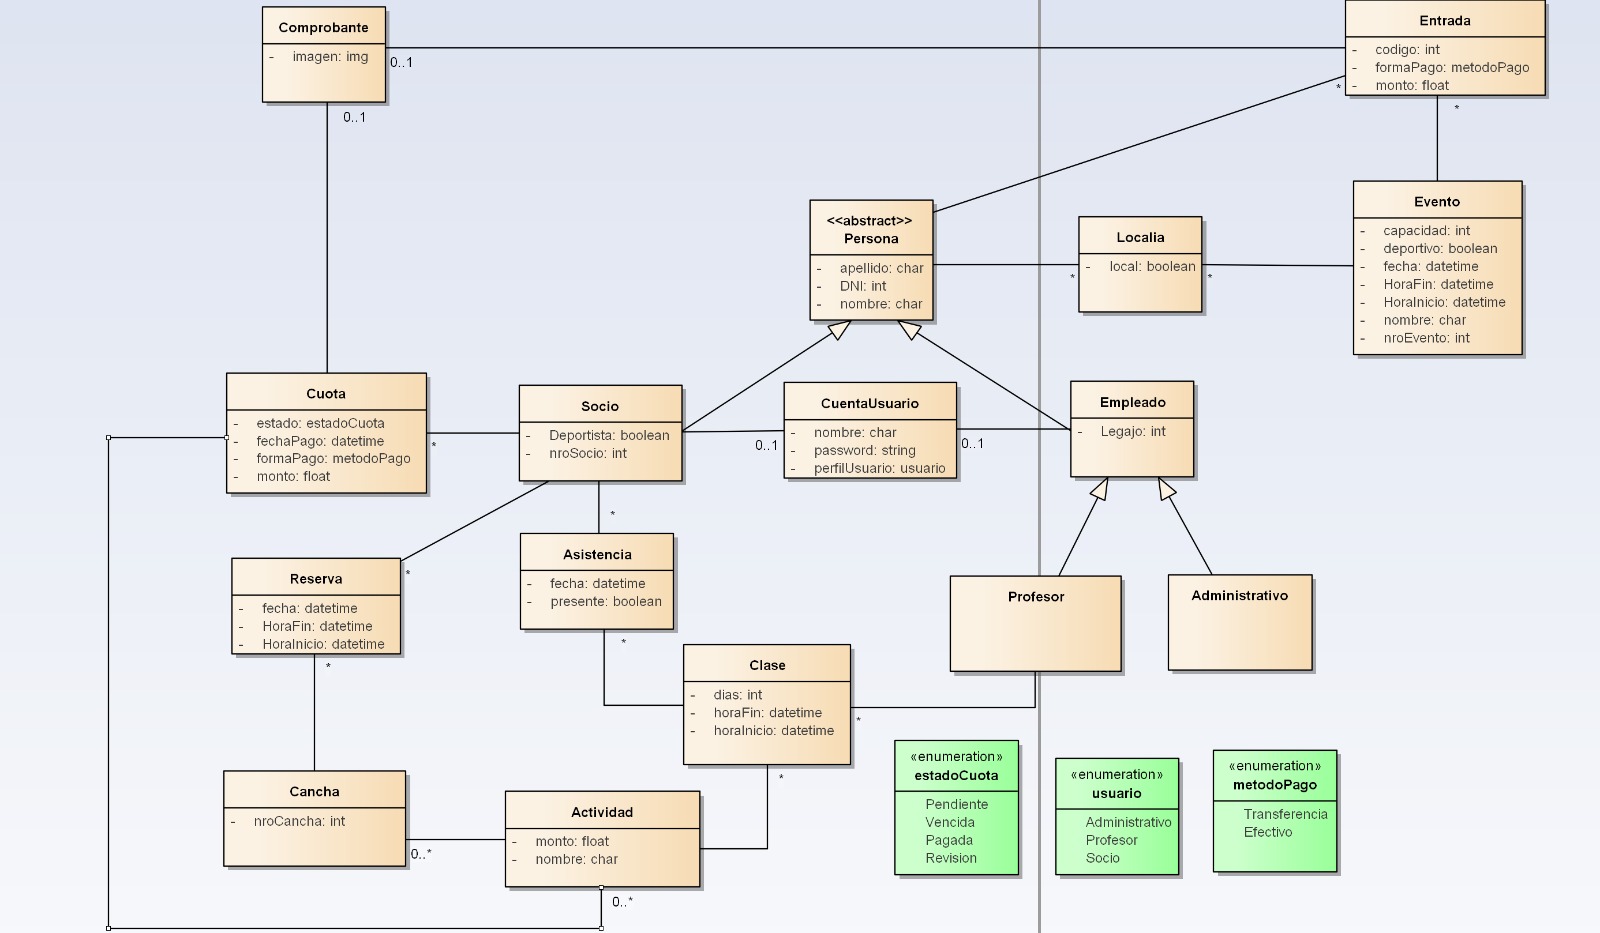 Comprobante
- imagen: img
0..1
0..1
Entrada
- codigo: int
- formaPago: metodoPago
- monto: float
*
*
<<abstract>>
Persona
- apellido: char
- DNI: int
- nombre: char
Localia
- local: boolean
*
*
Evento
- capacidad: int
- deportivo: boolean
- fecha: datetime
- HoraFin: datetime
- HoraInicio: datetime
- nombre: char
- nroEvento: int
Cuota
- estado: estadoCuota
- fechaPago: datetime
- formaPago: metodoPago
- monto: float
*
Socio
- Deportista: boolean
- nroSocio: int
0..1
CuentaUsuario
- nombre: char
- password: string
- perfilUsuario: usuario
0..1
Empleado
- Legajo: int
*
*
Reserva
- fecha: datetime
- HoraFin: datetime
- HoraInicio: datetime
*
Asistencia
- fecha: datetime
- presente: boolean
*
Profesor
Administrativo
Clase
- dias: int
- horaFin: datetime
- horaInicio: datetime
*
*
Cancha
- nroCancha: int
0..*
Actividad
- monto: float
- nombre: char
0..*
«enumeration»
estadoCuota
Pendiente
Vencida
Pagada
Revision
«enumeration»
usuario
Administrativo
Profesor
Socio
«enumeration»
metodoPago
Transferencia
Efectivo